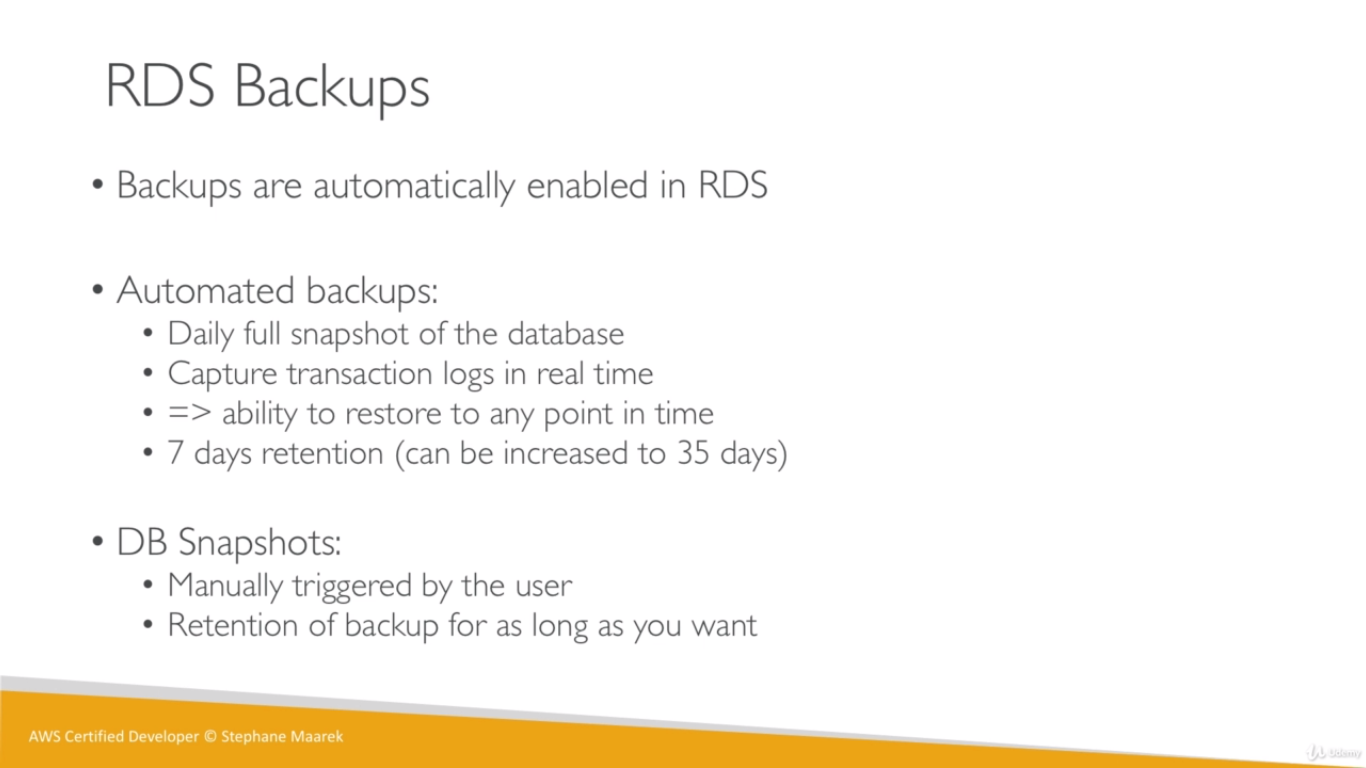 RDS Backups
• Backups are automatically enabled in RDS
• Automated backups:
• Daily full snapshot of the database
• Capture transaction logs in real time
• => ability to restore to any point in time
• 7 days retention (can be increased to 35 days)
• DB Snapshots:
• Manually triggered by the user
• Retention of backup for as long as you want
AWS Certified Developer © Stephane Maarek
Udemy